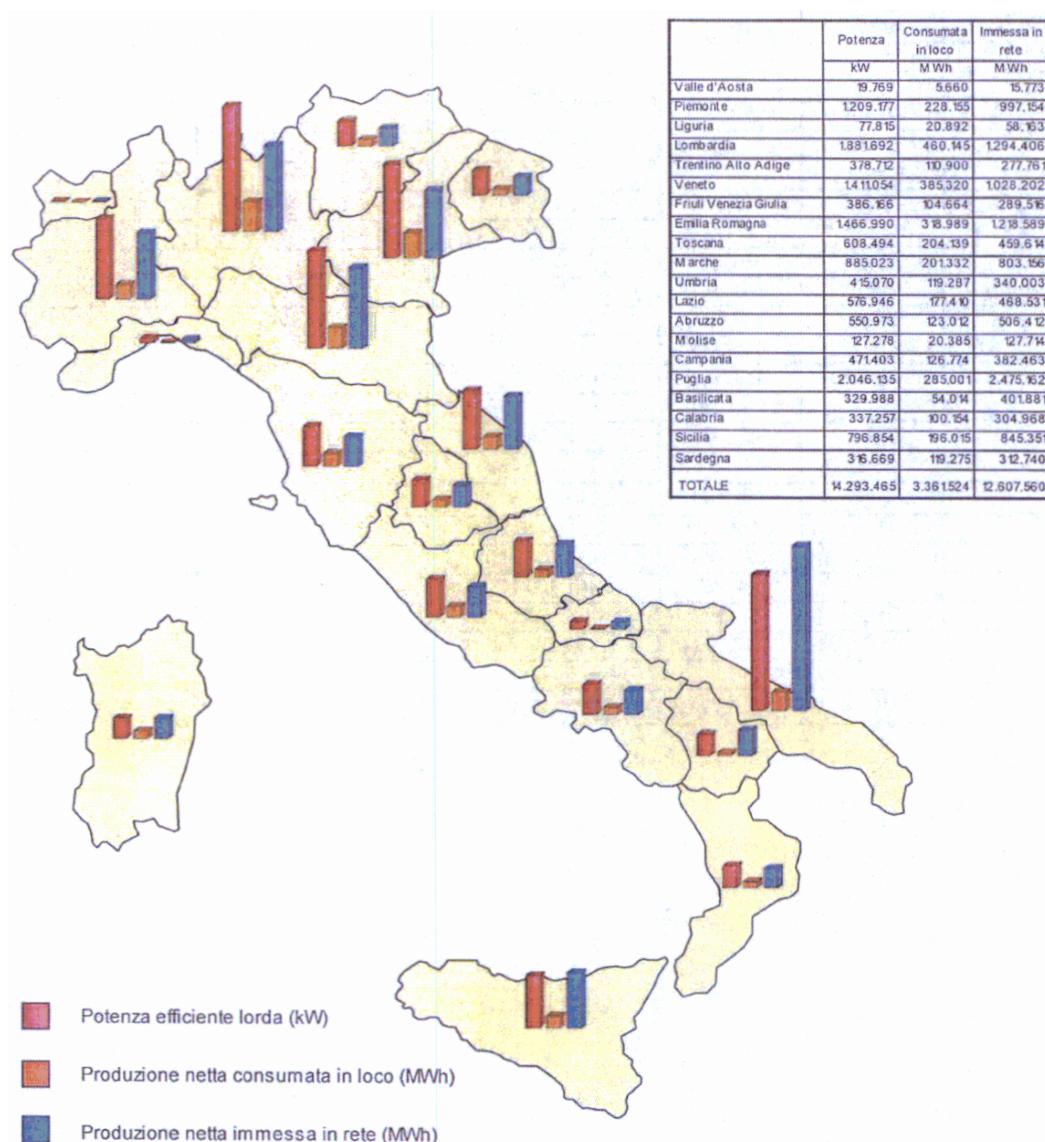 Potenza Consumata in loco Immessa in rete
kW MWh MWh
Valle d'Aosta 19.769 5.660 15.773
Piemonte 1.209.177 228.155 997.154
Liguria 77.815 20.892 58.163
Lombardia 1.881.692 460.145 1.294.406
Trentino Alto Adige 378.712 110.900 277.761
Veneto 1.411.054 385.320 1.028.202
Friuli Venezia Giulia 386.166 104.664 289.516
Emilia Romagna 1.466.990 318.989 1.218.589
Toscana 608.494 204.139 459.614
Marche 885.023 201.332 803.156
Umbria 415.070 119.287 340.003
Lazio 576.946 177.410 468.531
Abruzzo 550.973 123.012 506.412
Molise 127.278 20.385 127.714
Campania 471.403 126.774 382.463
Puglia 2.046.135 285.001 2.475.162
Basilicata 329.988 54.014 401.881
Calabria 337.257 100.154 304.968
Sicilia 796.854 196.015 845.351
Sardegna 316.669 119.275 312.740
TOTALE 14.293.465 3.361.524 12.607.560
Potenza efficiente lorda (kW)
Produzione netta consumata in loco (MWh)
Produzione netta immessa in rete (MWh)